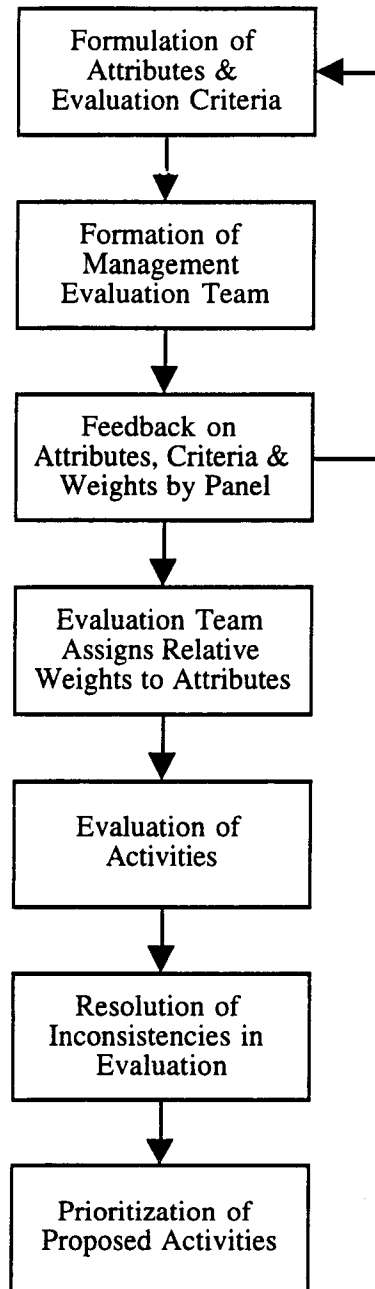 Formulation of
Attributes &
Evaluation Criteria
Formation of
Management
Evaluation Team
Feedback on
Attributes, Criteria &
Weights by Panel
Evaluation Team
Assigns Relative
Weights to Attributes
Evaluation of
Activities
Resolution of
Inconsistencies in
Evaluation
Prioritization of
Proposed Activities